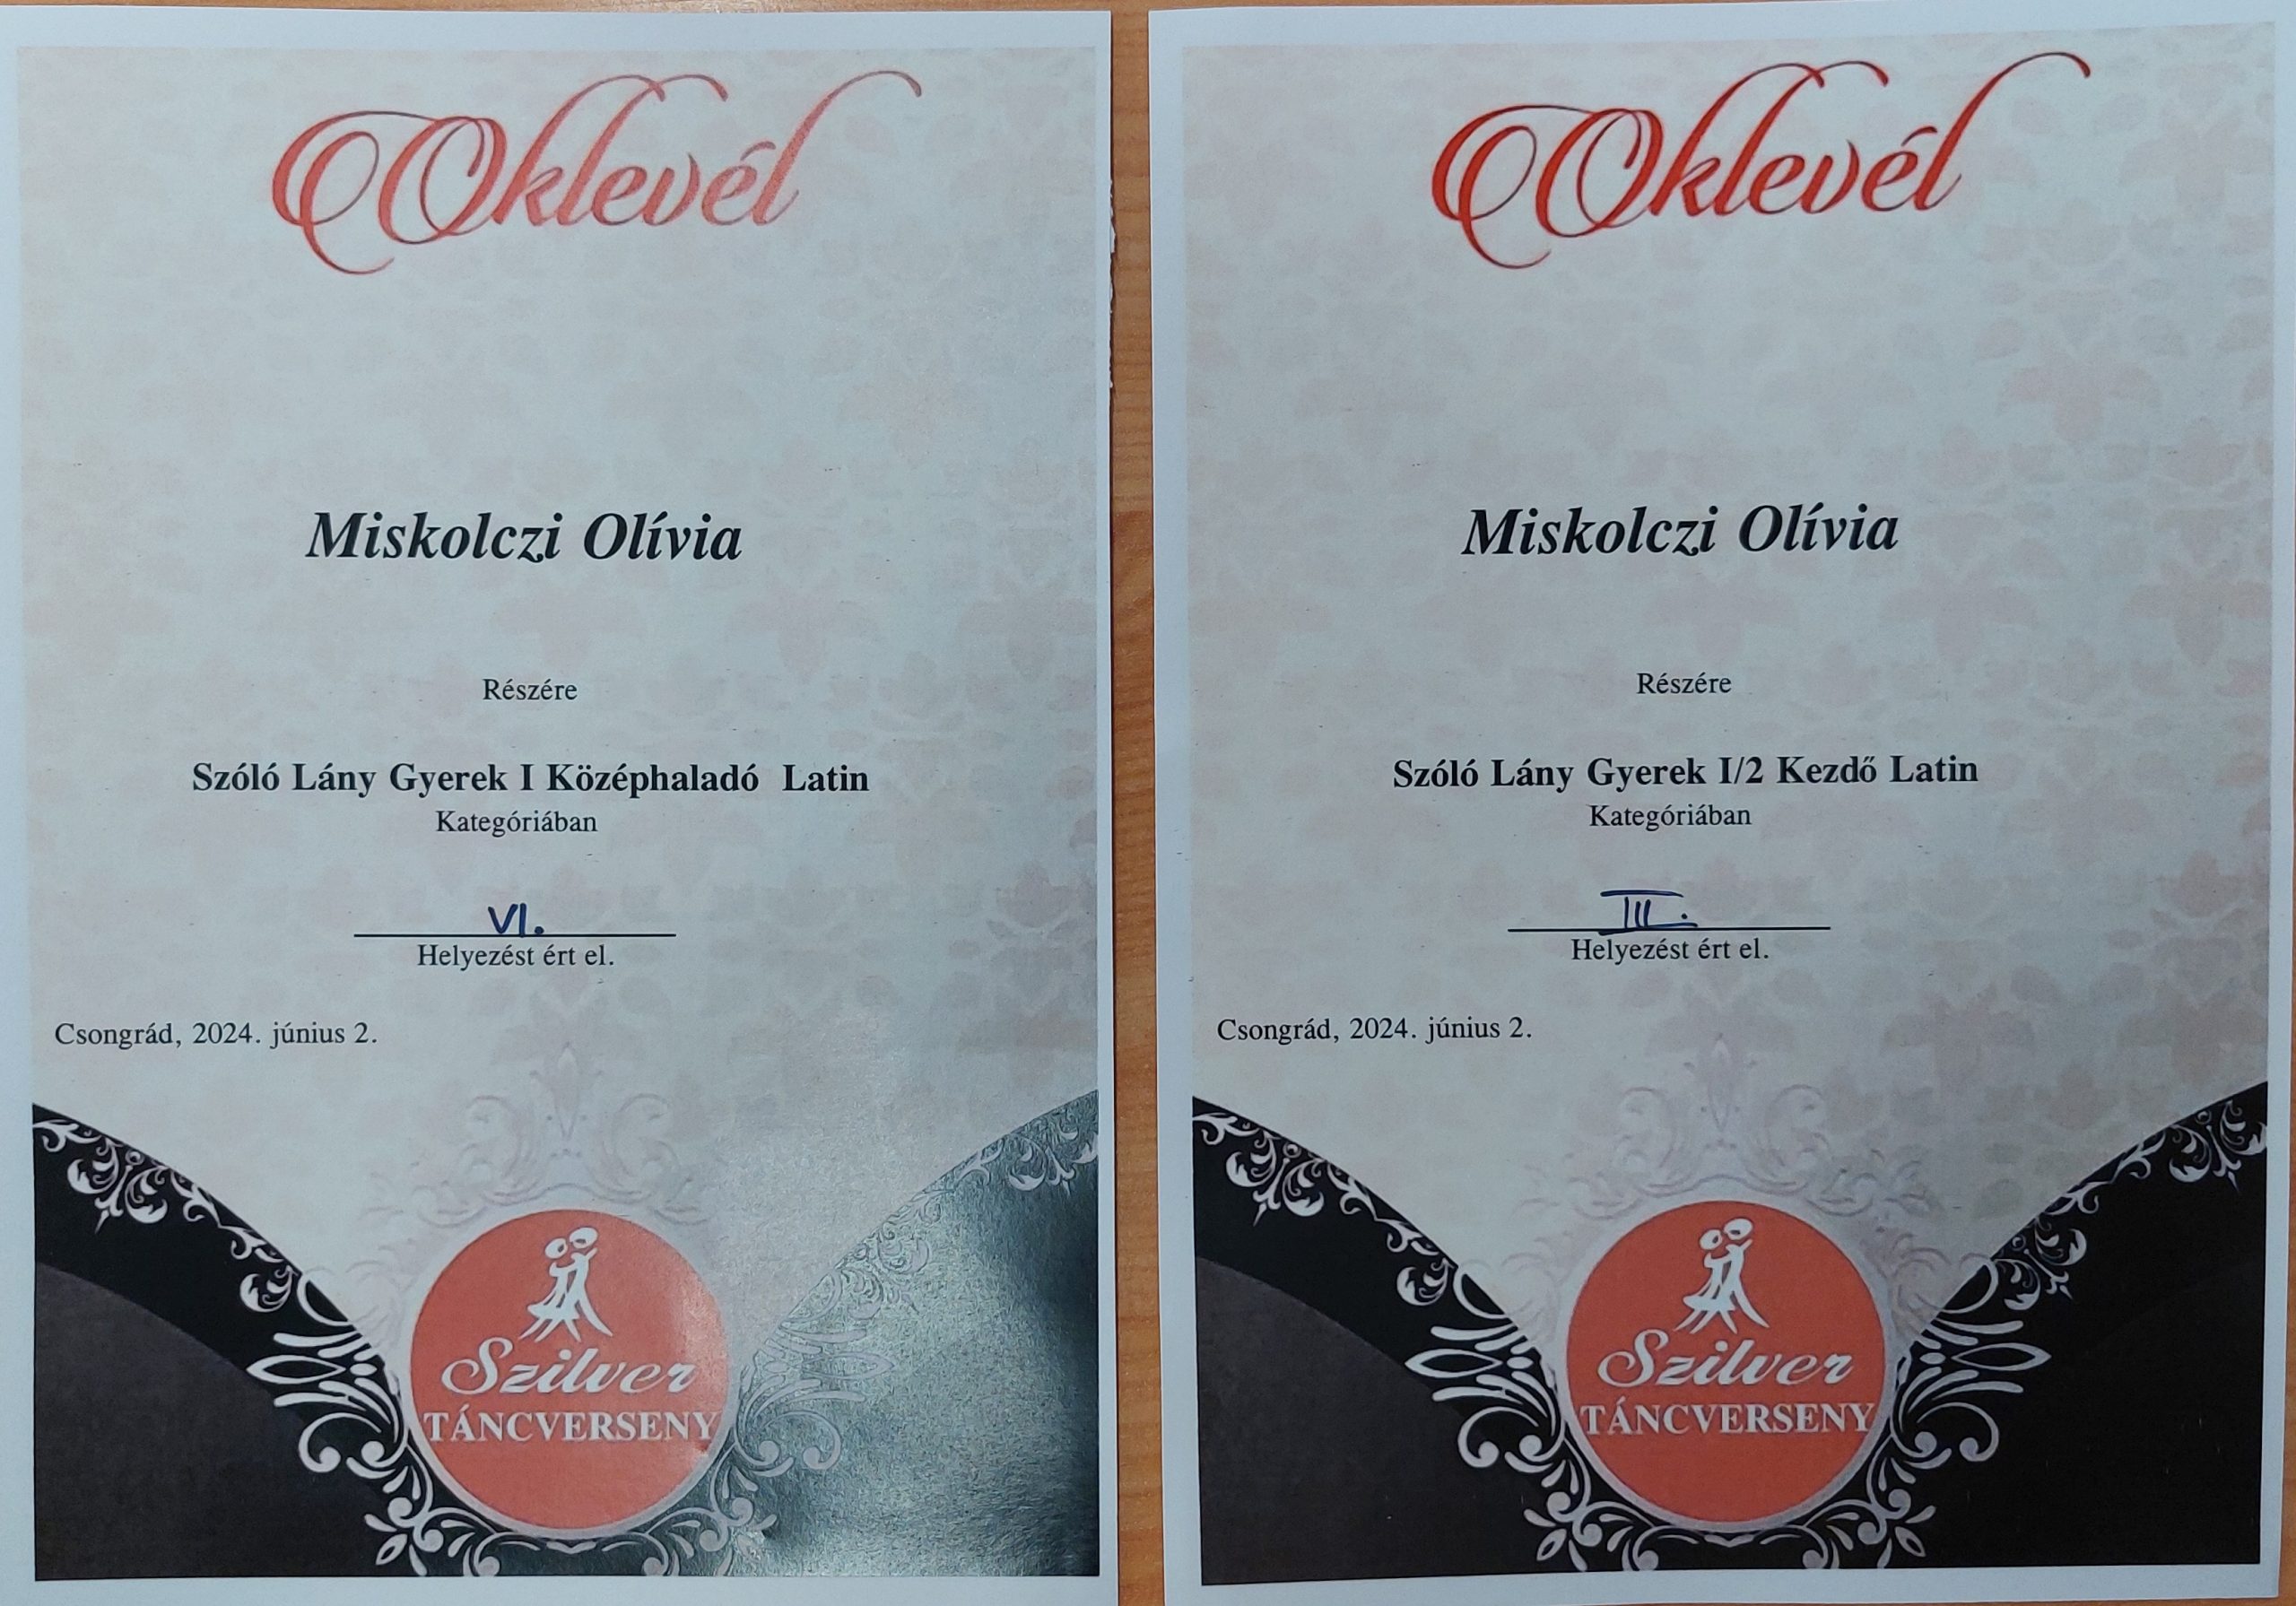 Oklevél
Miskolczi Olívia
Részére
Szóló Lány Gyerek I Középhaladó Latin
Kategóriában
VI.
Helyezést ért el.
Csongrád, 2024. június 2.
Szilver
TÁNCVERSENY
Oklevél
Miskolczi Olívia
Részére
Szóló Lány Gyerek I/2 Kezdő Latin
Kategóriában
III.
Helyezést ért el.
Csongrád, 2024. június 2.
Szilver
TÁNCVERSENY